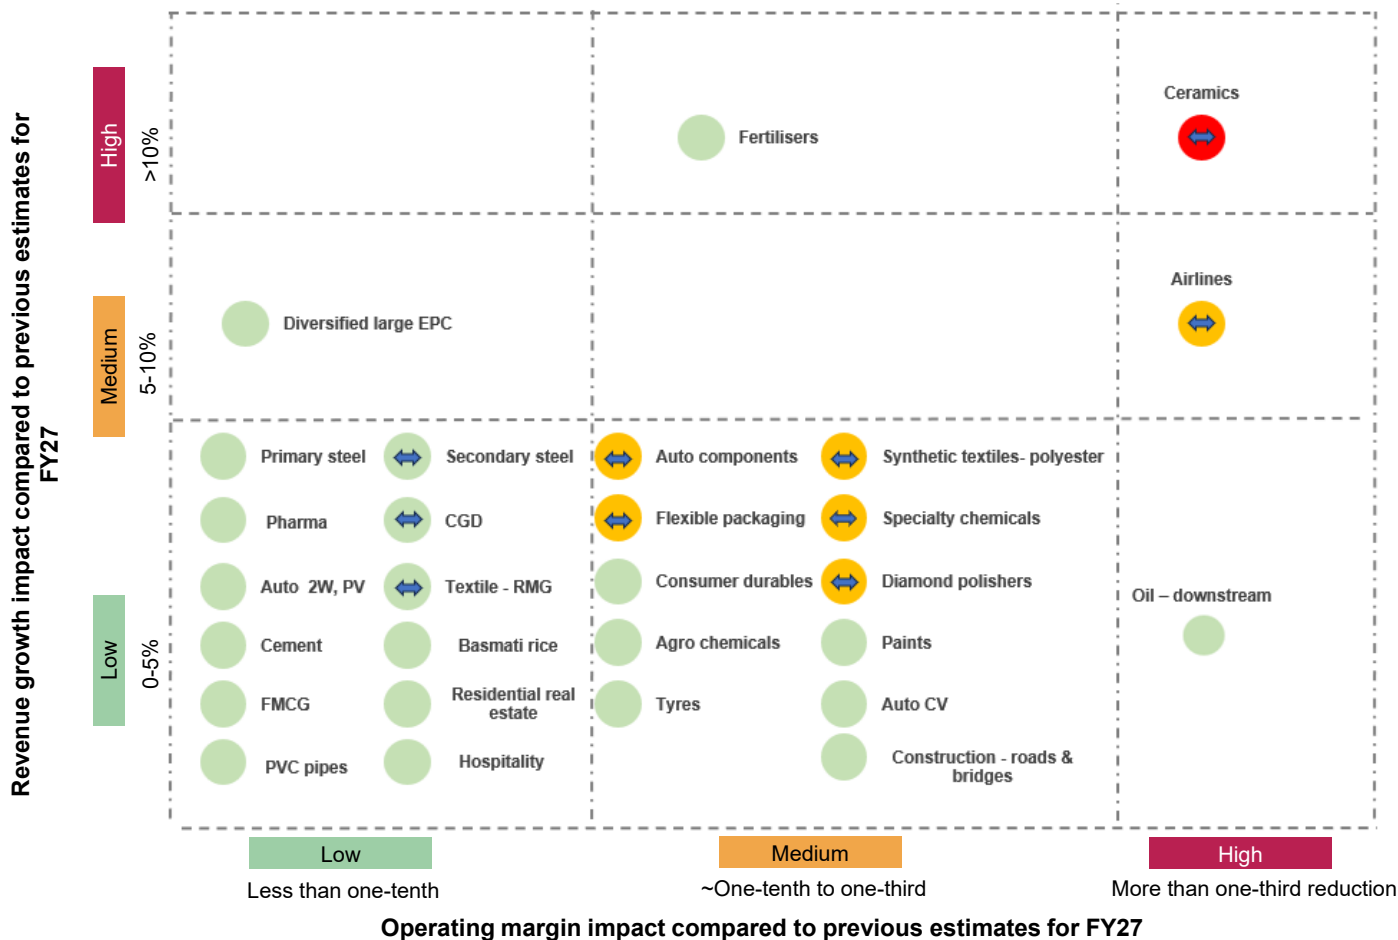 Revenue growth impact compared to previous estimates for
FY27
High
>10%
Medium
5-10%
Low
0-5%
Ceramics
Fertilisers
Airlines
Diversified large EPC
Primary steel
Secondary steel
Auto components
Synthetic textiles- polyester
Pharma
CGD
Flexible packaging
Specialty chemicals
Auto  2W, PV
Textile - RMG
Consumer durables
Diamond polishers
Oil – downstream
Cement
Basmati rice
Agro chemicals
Paints
FMCG
Residential real
estate
Tyres
Auto CV
PVC pipes
Hospitality
Construction - roads &
bridges
Low
Medium
High
Less than one-tenth
~One-tenth to one-third
More than one-third reduction
Operating margin impact compared to previous estimates for FY27